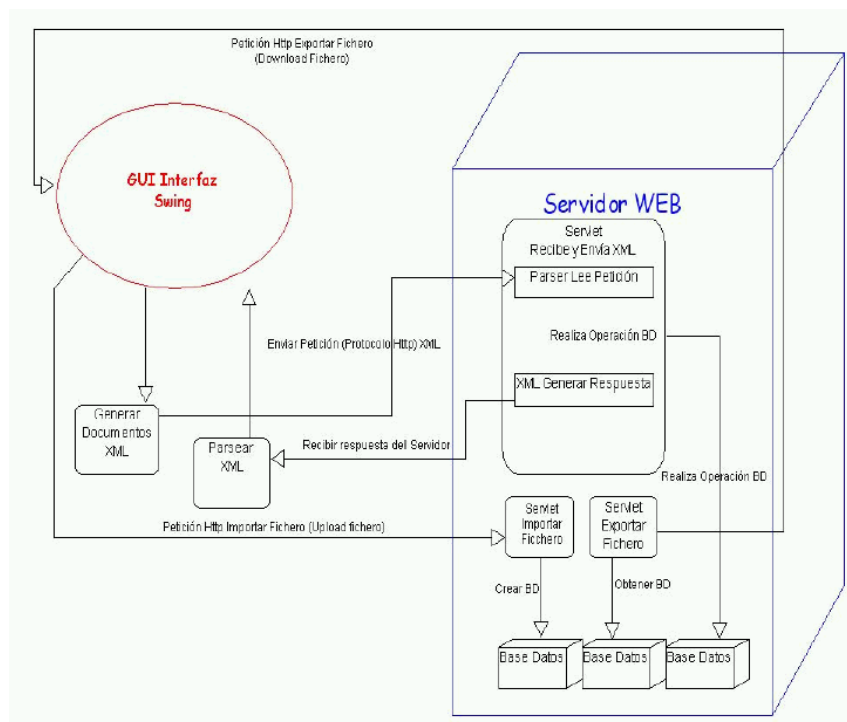 Petición Http Exportar Fichero
(Download Fichero)
GUI Interfaz
Swing
Servidor WEB
Servlet
Recibe y Envía XML
Parser Lee Petición
Enviar Petición (Protocolo Http) XML
Realiza Operación BD
XML Generar Respuesta
Generar
Documentos
XML
Parsear
XML
Recibir respuesta del Servidor
Realiza Operación BD
Petición Http Importar Fichero (Upload fichero)
Servlet
Importar
Ficchero
Servlet
Exportar
Fichero
Crear BD
Obtener BD
Base Datos
Base Datos
Base Datos